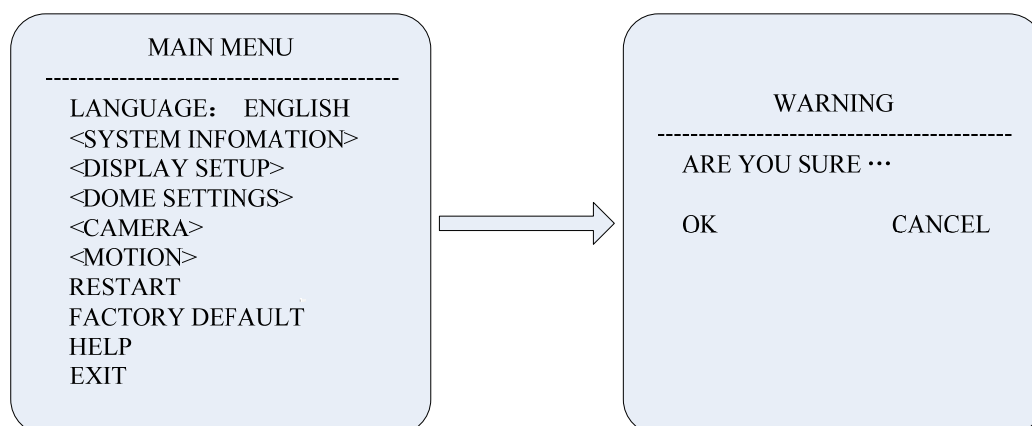 MAIN MENU
LANGUAGE： ENGLISH
<SYSTEM INFOMATION>
<DISPLAY SETUP>
<DOME SETTINGS>
<CAMERA>
<MOTION>
RESTART
FACTORY DEFAULT
HELP
EXIT
WARNING
ARE YOU SURE ···
OK CANCEL